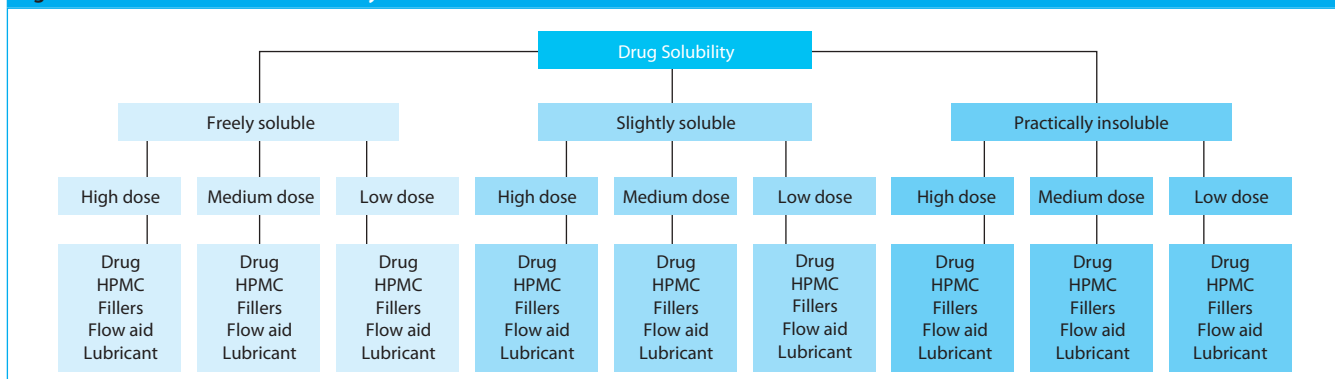 Drug Solubility
Freely soluble
Slightly soluble
Practically insoluble
High dose
Medium dose
Low dose
High dose
Medium dose
Low dose
High dose
Medium dose
Low dose
Drug
HPMC
Fillers
Flow aid
Lubricant
Drug
HPMC
Fillers
Flow aid
Lubricant
Drug
HPMC
Fillers
Flow aid
Lubricant
Drug
HPMC
Fillers
Flow aid
Lubricant
Drug
HPMC
Fillers
Flow aid
Lubricant
Drug
HPMC
Fillers
Flow aid
Lubricant
Drug
HPMC
Fillers
Flow aid
Lubricant
Drug
HPMC
Fillers
Flow aid
Lubricant
Drug
HPMC
Fillers
Flow aid
Lubricant